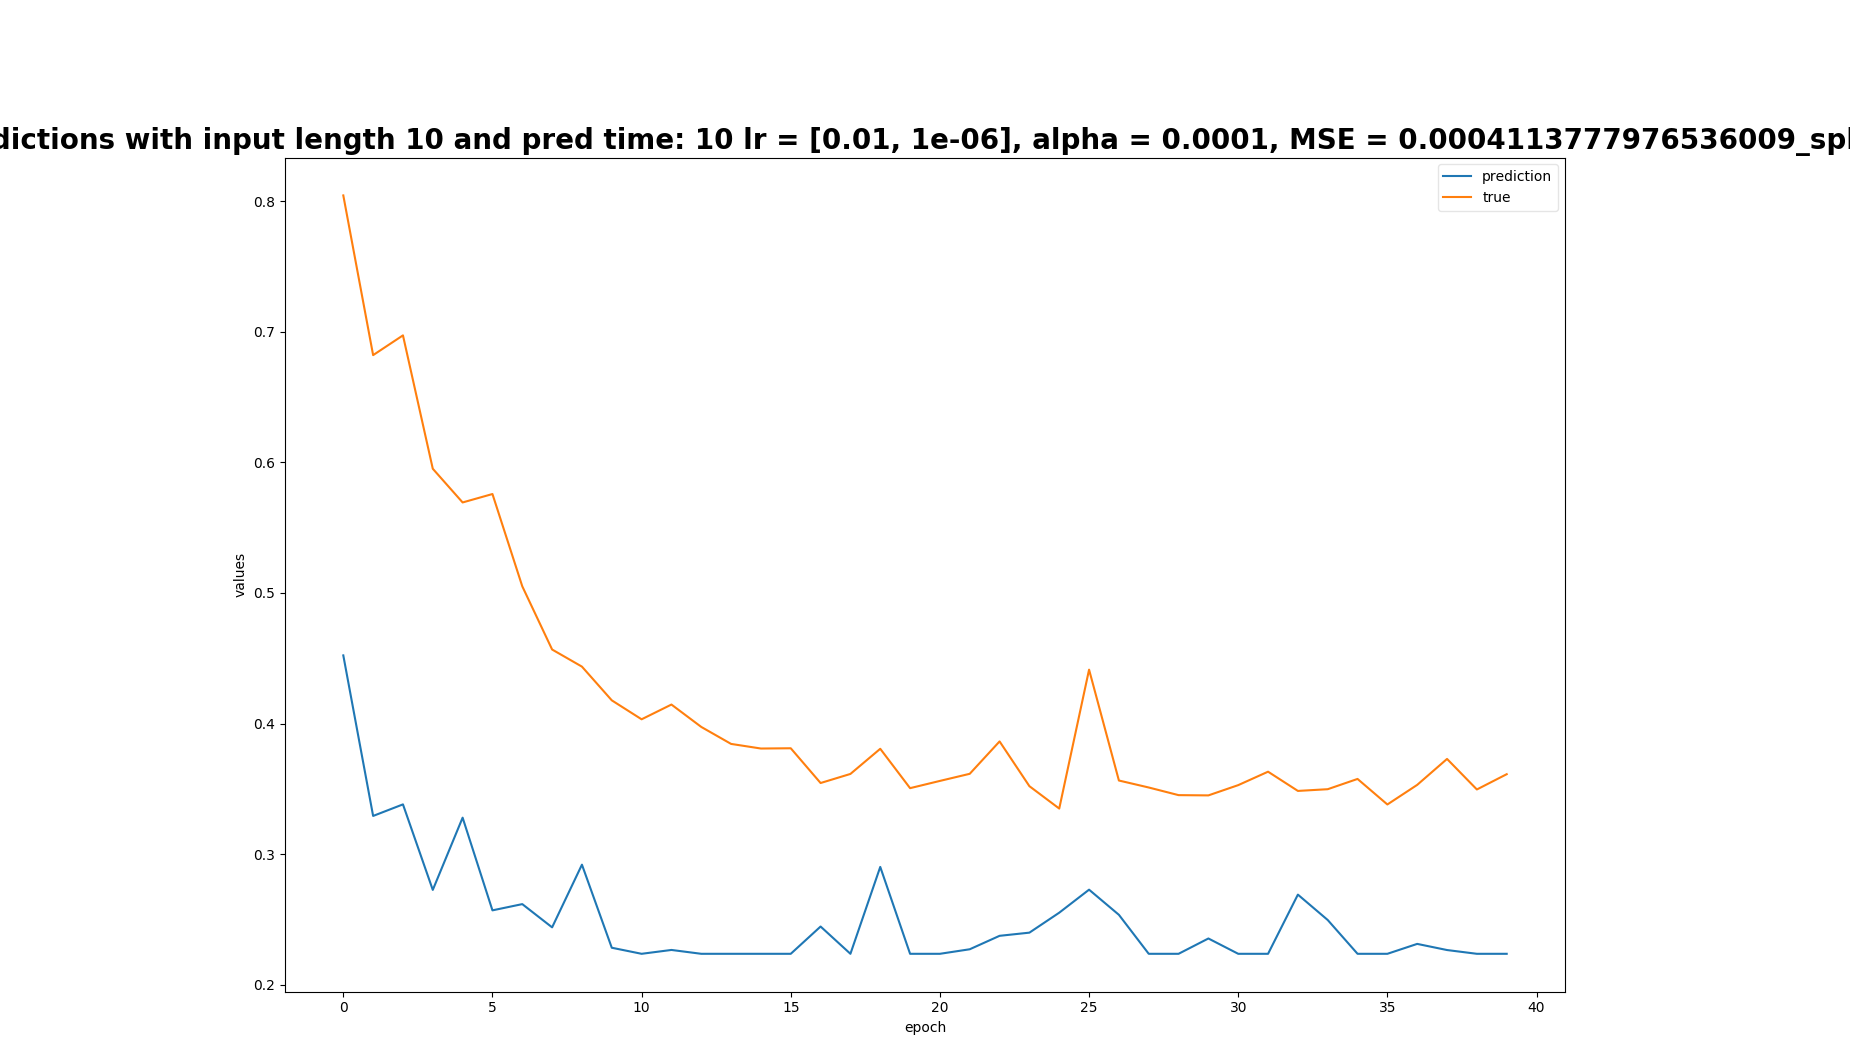 dictions with input length 10 and pred time: 10 lr = [0.01, 1e-06], alpha = 0.0001, MSE = 0.0004113777976536009_spl
prediction
true
0.8
0.7
0.6
0.5
0.4
0.3
0.2
values
0 5 10 15 20 25 30 35 40
epoch